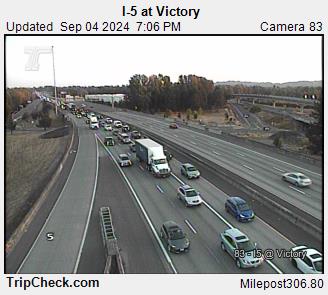 I-5 at Victory
Updated Sep 04 2024 7:06 PM Camera 83
T
5
83 - I5 @ Victory
TripCheck.com Milepost306.80